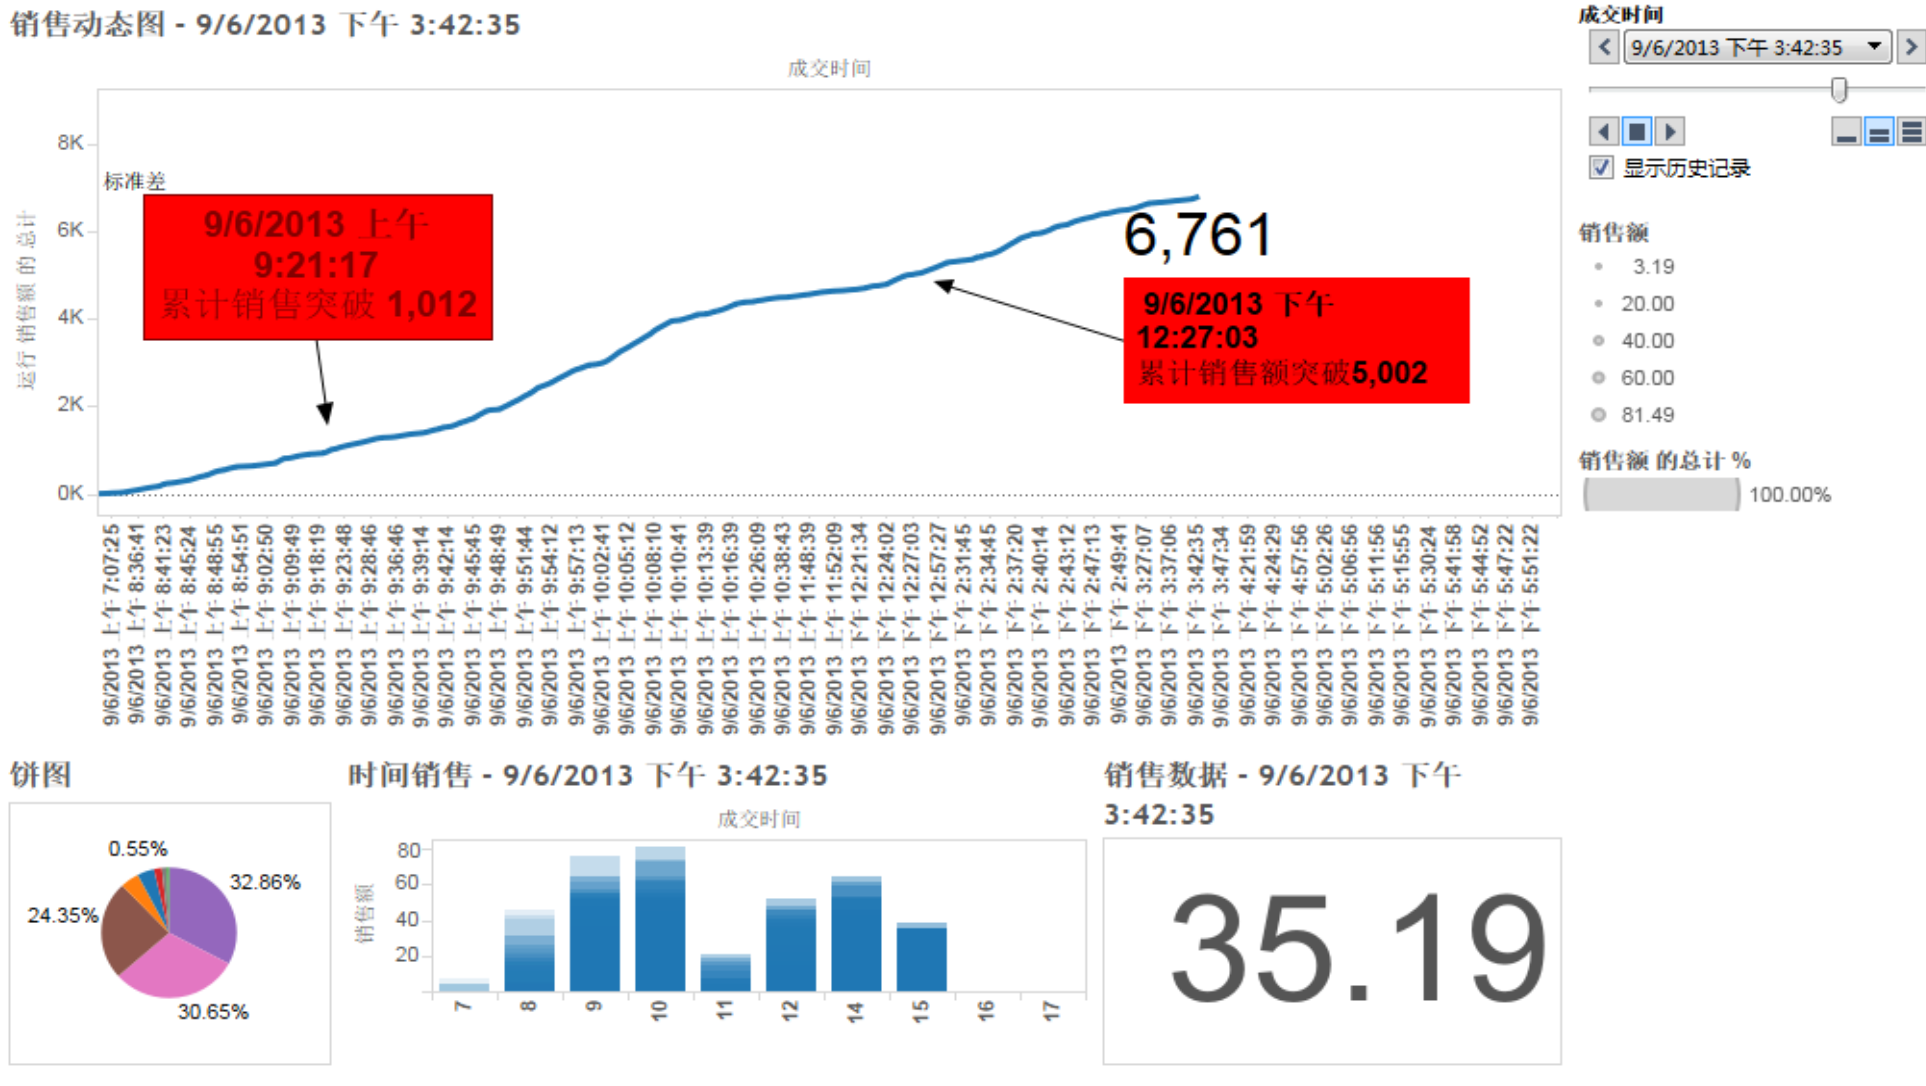 销售动态图 - 9/6/2013 下午 3:42:35
成交时间
8K
6K
4K
2K
0K
运行 销售额 的 总计
标准差
9/6/2013 上午
9:21:17
累计销售突破 1,012
6,761
9/6/2013 下午
12:27:03
累计销售额突破5,002
9/6/2013 上午 7:07:25
9/6/2013 上午 8:36:41
9/6/2013 上午 8:41:23
9/6/2013 上午 8:45:24
9/6/2013 上午 8:48:55
9/6/2013 上午 8:54:51
9/6/2013 上午 9:02:50
9/6/2013 上午 9:09:49
9/6/2013 上午 9:18:19
9/6/2013 上午 9:23:48
9/6/2013 上午 9:28:46
9/6/2013 上午 9:36:46
9/6/2013 上午 9:39:14
9/6/2013 上午 9:42:14
9/6/2013 上午 9:45:45
9/6/2013 上午 9:48:49
9/6/2013 上午 9:51:44
9/6/2013 上午 9:54:12
9/6/2013 上午 9:57:13
9/6/2013 上午 10:02:41
9/6/2013 上午 10:05:12
9/6/2013 上午 10:08:10
9/6/2013 上午 10:10:41
9/6/2013 上午 10:13:39
9/6/2013 上午 10:16:39
9/6/2013 上午 10:26:09
9/6/2013 上午 10:38:43
9/6/2013 上午 11:48:39
9/6/2013 上午 11:52:09
9/6/2013 下午 12:21:34
9/6/2013 下午 12:24:02
9/6/2013 下午 12:27:03
9/6/2013 下午 12:57:27
9/6/2013 下午 2:31:45
9/6/2013 下午 2:34:45
9/6/2013 下午 2:37:20
9/6/2013 下午 2:40:14
9/6/2013 下午 2:43:12
9/6/2013 下午 2:47:13
9/6/2013 下午 2:49:41
9/6/2013 下午 3:27:07
9/6/2013 下午 3:37:06
9/6/2013 下午 3:42:35
9/6/2013 下午 3:47:34
9/6/2013 下午 4:21:59
9/6/2013 下午 4:24:29
9/6/2013 下午 4:57:56
9/6/2013 下午 5:02:26
9/6/2013 下午 5:06:56
9/6/2013 下午 5:11:56
9/6/2013 下午 5:15:55
9/6/2013 下午 5:30:24
9/6/2013 下午 5:41:58
9/6/2013 下午 5:44:52
9/6/2013 下午 5:47:22
9/6/2013 下午 5:51:22
成交时间
9/6/2013 下午 3:42:35
显示历史记录
销售额
3.19
20.00
40.00
60.00
81.49
销售额 的总计 %
100.00%
饼图
0.55%
32.86%
24.35%
30.65%
时间销售 - 9/6/2013 下午 3:42:35
成交时间
销售额
80
60
40
20
7
8
9
10
11
12
14
15
16
17
销售数据 - 9/6/2013 下午
3:42:35
35.19